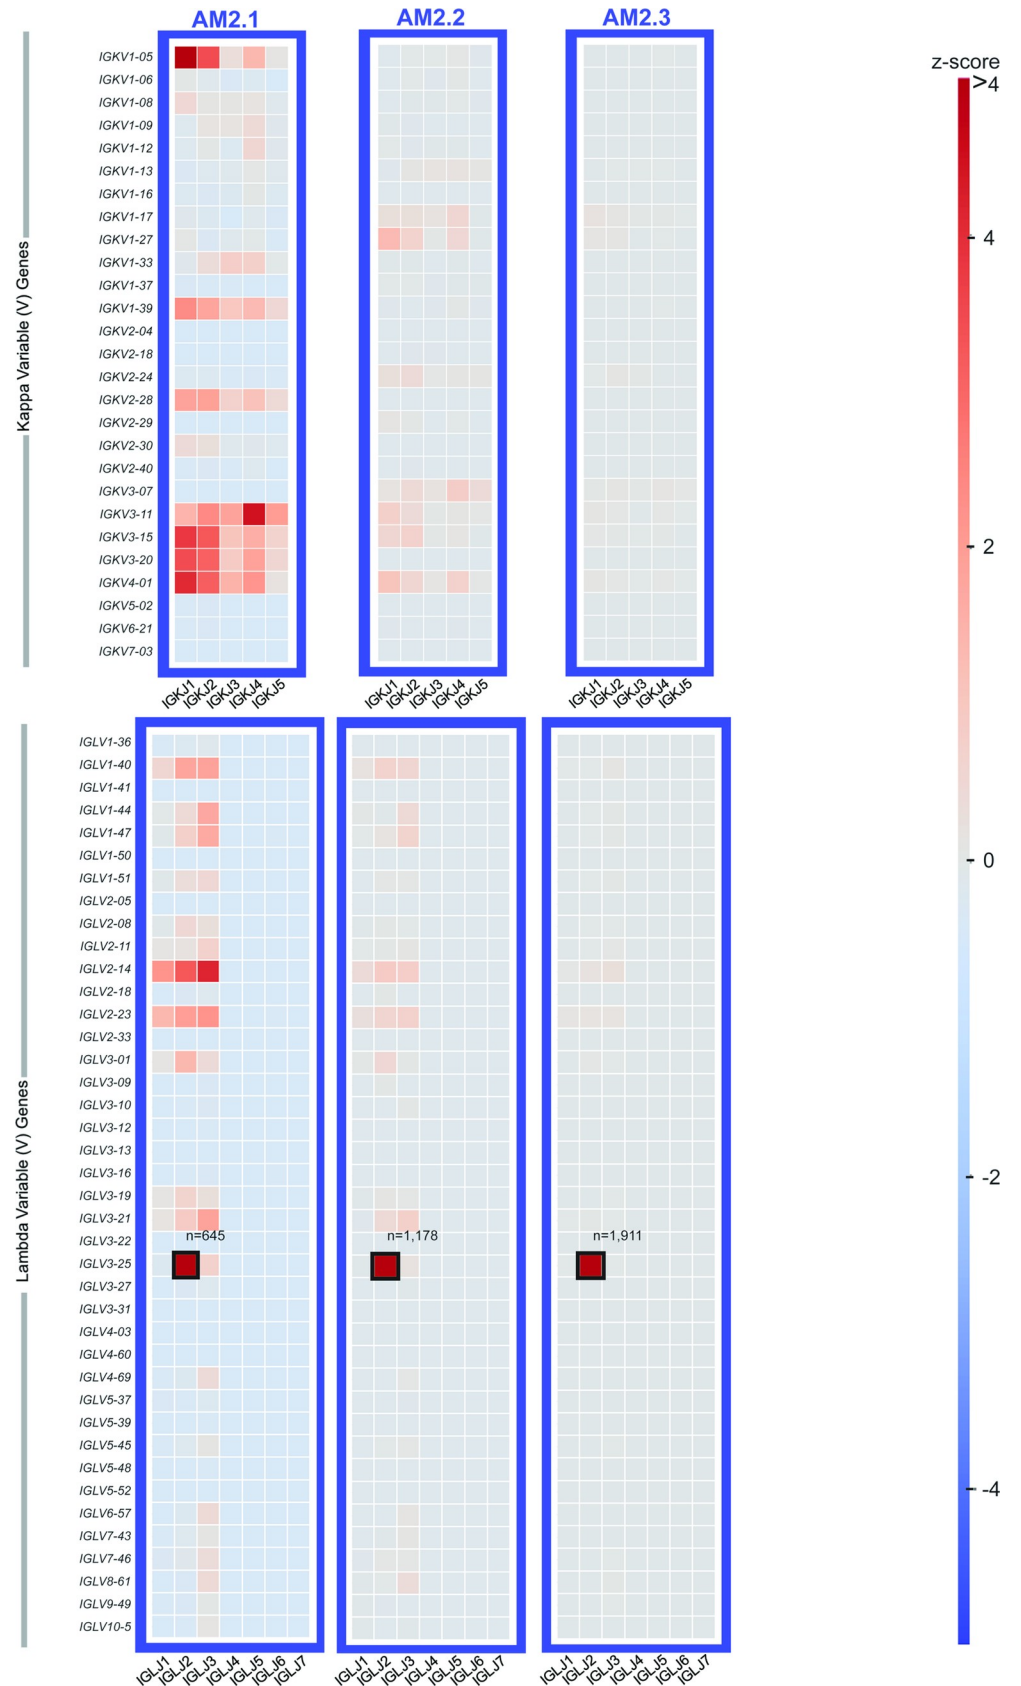 AM2.1 AM2.2 AM2.3
z-score
>4
4
2
0
-2
-4
Kappa Variable (V) Genes
IGKV1-05
IGKV1-06
IGKV1-08
IGKV1-09
IGKV1-12
IGKV1-13
IGKV1-16
IGKV1-17
IGKV1-27
IGKV1-33
IGKV1-37
IGKV1-39
IGKV2-04
IGKV2-18
IGKV2-24
IGKV2-28
IGKV2-29
IGKV2-30
IGKV2-40
IGKV3-07
IGKV3-11
IGKV3-15
IGKV3-20
IGKV4-01
IGKV5-02
IGKV6-21
IGKV7-03
IGKJ1 IGKJ2 IGKJ3 IGKJ4 IGKJ5 IGKJ1 IGKJ2 IGKJ3 IGKJ4 IGKJ5 IGKJ1 IGKJ2 IGKJ3 IGKJ4 IGKJ5
Lambda Variable (V) Genes
IGLV1-36
IGLV1-40
IGLV1-41
IGLV1-44
IGLV1-47
IGLV1-50
IGLV1-51
IGLV2-05
IGLV2-08
IGLV2-11
IGLV2-14
IGLV2-18
IGLV2-23
IGLV2-33
IGLV3-01
IGLV3-09
IGLV3-10
IGLV3-12
IGLV3-13
IGLV3-16
IGLV3-19
IGLV3-21
n=645 n=1,178 n=1,911
IGLV3-22
IGLV3-25
IGLV3-27
IGLV3-31
IGLV4-03
IGLV4-60
IGLV4-69
IGLV5-37
IGLV5-39
IGLV5-45
IGLV5-48
IGLV5-52
IGLV6-57
IGLV7-43
IGLV7-46
IGLV8-61
IGLV9-49
IGLV10-5
IGLJ1 IGLJ2 IGLJ3 IGLJ4 IGLJ5 IGLJ6 IGLJ7 IGLJ1 IGLJ2 IGLJ3 IGLJ4 IGLJ5 IGLJ6 IGLJ7 IGLJ1 IGLJ2 IGLJ3 IGLJ4 IGLJ5 IGLJ6 IGLJ7